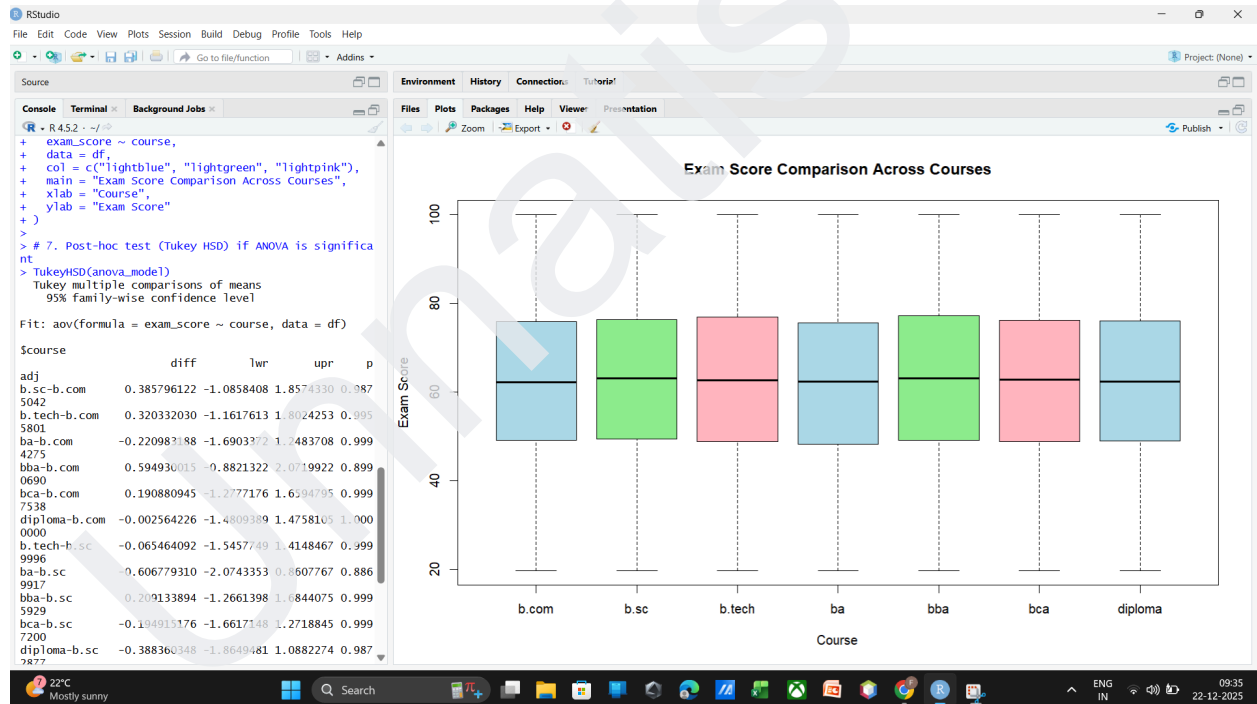 RStudio
File Edit Code View Plots Session Build Debug Profile Tools Help
Go to file/function Addins Project: (None)
Source
Console Terminal Background Jobs
R 4.5.2 · ~/
+ exam_score ~ course,
+ data = df,
+ col = c("lightblue", "lightgreen", "lightpink"),
+ main = "Exam Score Comparison Across Courses",
+ xlab = "Course",
+ ylab = "Exam Score"
+ )
>
> # 7. Post-hoc test (Tukey HSD) if ANOVA is significa
nt
> TukeyHSD(anova_model)
Tukey multiple comparisons of means
95% family-wise confidence level
Fit: aov(formula = exam_score ~ course, data = df)
$course
diff lwr upr p
adj
b.sc-b.com 0.385796122 -1.0858408 1.8574330 0.987
5042
b.tech-b.com 0.320332030 -1.1617613 1.8024253 0.995
5801
ba-b.com -0.220983188 -1.6903372 1.2483708 0.999
4275
bba-b.com 0.594930015 -0.8821322 2.0719922 0.899
0690
bca-b.com 0.190880945 -1.2777176 1.6594795 0.999
7538
diploma-b.com -0.002564226 -1.4809389 1.4758105 1.000
0000
b.tech-b.sc -0.065464092 -1.5457749 1.4148467 0.999
9996
ba-b.sc -0.606779310 -2.0743353 0.8607767 0.886
9917
bba-b.sc 0.209133894 -1.2661398 1.6844075 0.999
5929
bca-b.sc -0.194915176 -1.6617148 1.2718845 0.999
7200
diploma-b.sc -0.388360348 -1.8649481 1.0882274 0.987
2877
Environment History Connections Tutorial
Files Plots Packages Help Viewer Presentation
Zoom Export Publish
Exam Score Comparison Across Courses
Exam Score
100
80
60
40
20
b.com b.sc b.tech ba bba bca diploma
Course
Unnais
7
22°C
Mostly sunny
Search
ENG
IN
09:35
22-12-2025